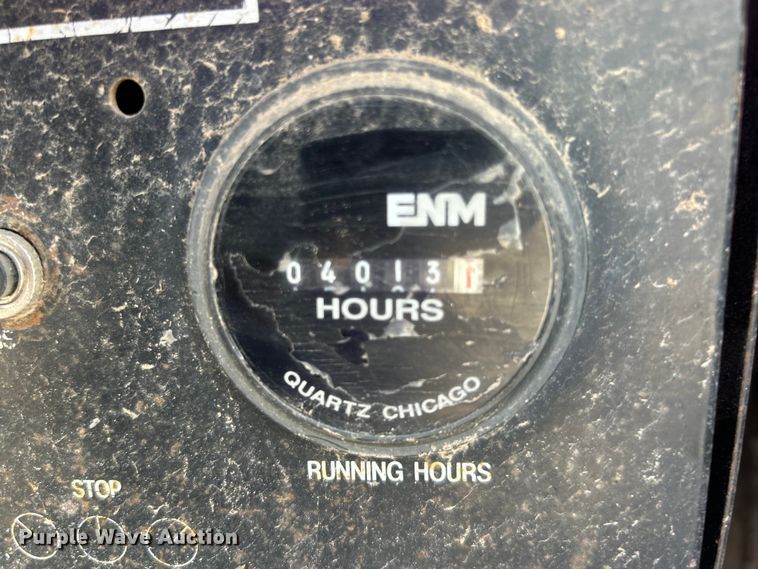 ENM
04013
HOURS
QUARTZ CHICAGO
RUNNING HOURS
STOP
Purple Wave Auction